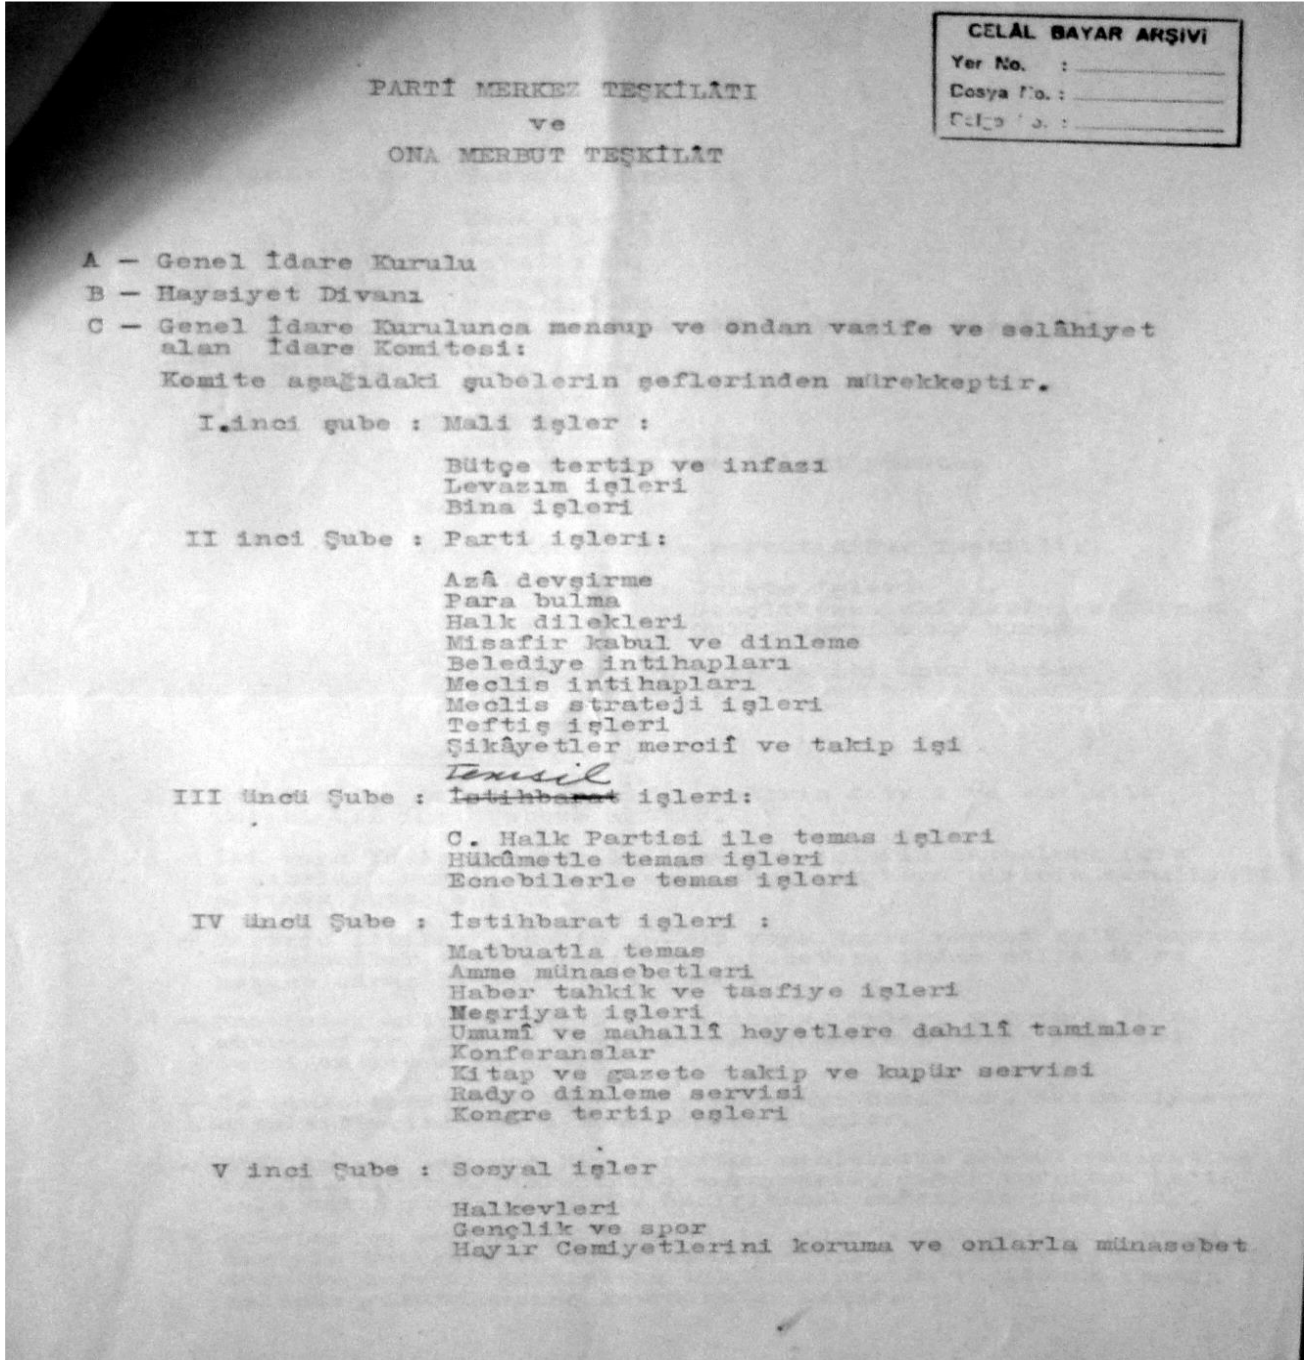 CELÂL BAYAR ARŞİVİ
Yer No. :
Dosya No. :
PARTÎ MERKEZ TEŞKİLÂTI
ve
ONA MERBUT TEŞKİLÂT
A — Genel Îdare Kurulu
B — Haysiyet Divanı
C — Genel Îdare Kurulunca mensup ve ondan vazife ve selâhiyet
alan Îdare Komitesi:
Komite aşağıdaki şubelerin şeflerinden mürekkeptir.
I.inci şube : Mali işler :
Bütçe tertip ve infazı
Levazım işleri
Bina işleri
II inci Şube : Parti işleri:
Azâ devşirme
Para bulma
Halk dilekleri
Misafir kabul ve dinleme
Belediye intihapları
Meclis intihapları
Meclis strateji işleri
Teftiş işleri
Şikâyetler merciî ve takip işi
Temsil
III üncü Şube : İstihbarat işleri:
C. Halk Partisi ile temas işleri
Hükûmetle temas işleri
Ecnebilerle temas işleri
IV üncü Şube : İstihbarat işleri :
Matbuatla temas
Amme münasebetleri
Haber tahkik ve tasfiye işleri
Neşriyat işleri
Umumî ve mahallî heyetlere dahilî tamimler
Konferanslar
Kitap ve gazete takip ve kupür servisi
Radyo dinleme servisi
Kongre tertip eşleri
V inci Şube : Sosyal işler
Halkevleri
Gençlik ve spor
Hayır Cemiyetlerini koruma ve onlarla münasebet